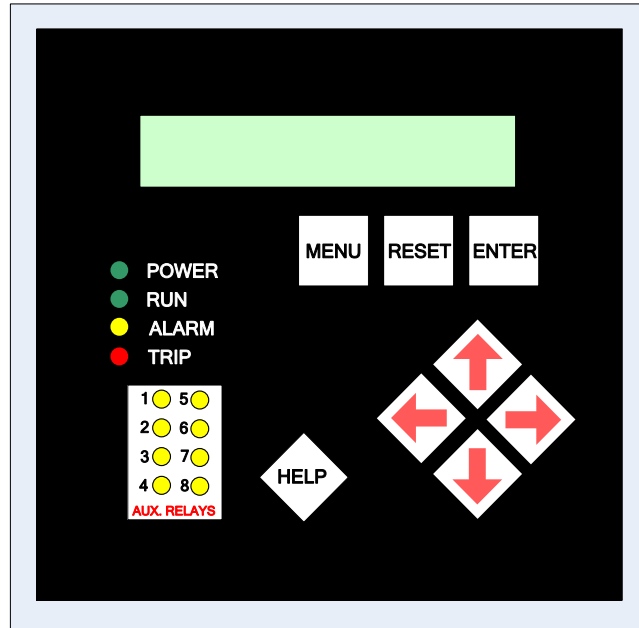 MENU RESET ENTER
POWER
RUN
ALARM
TRIP
1 5
2 6
3 7
4 8
AUX. RELAYS
HELP